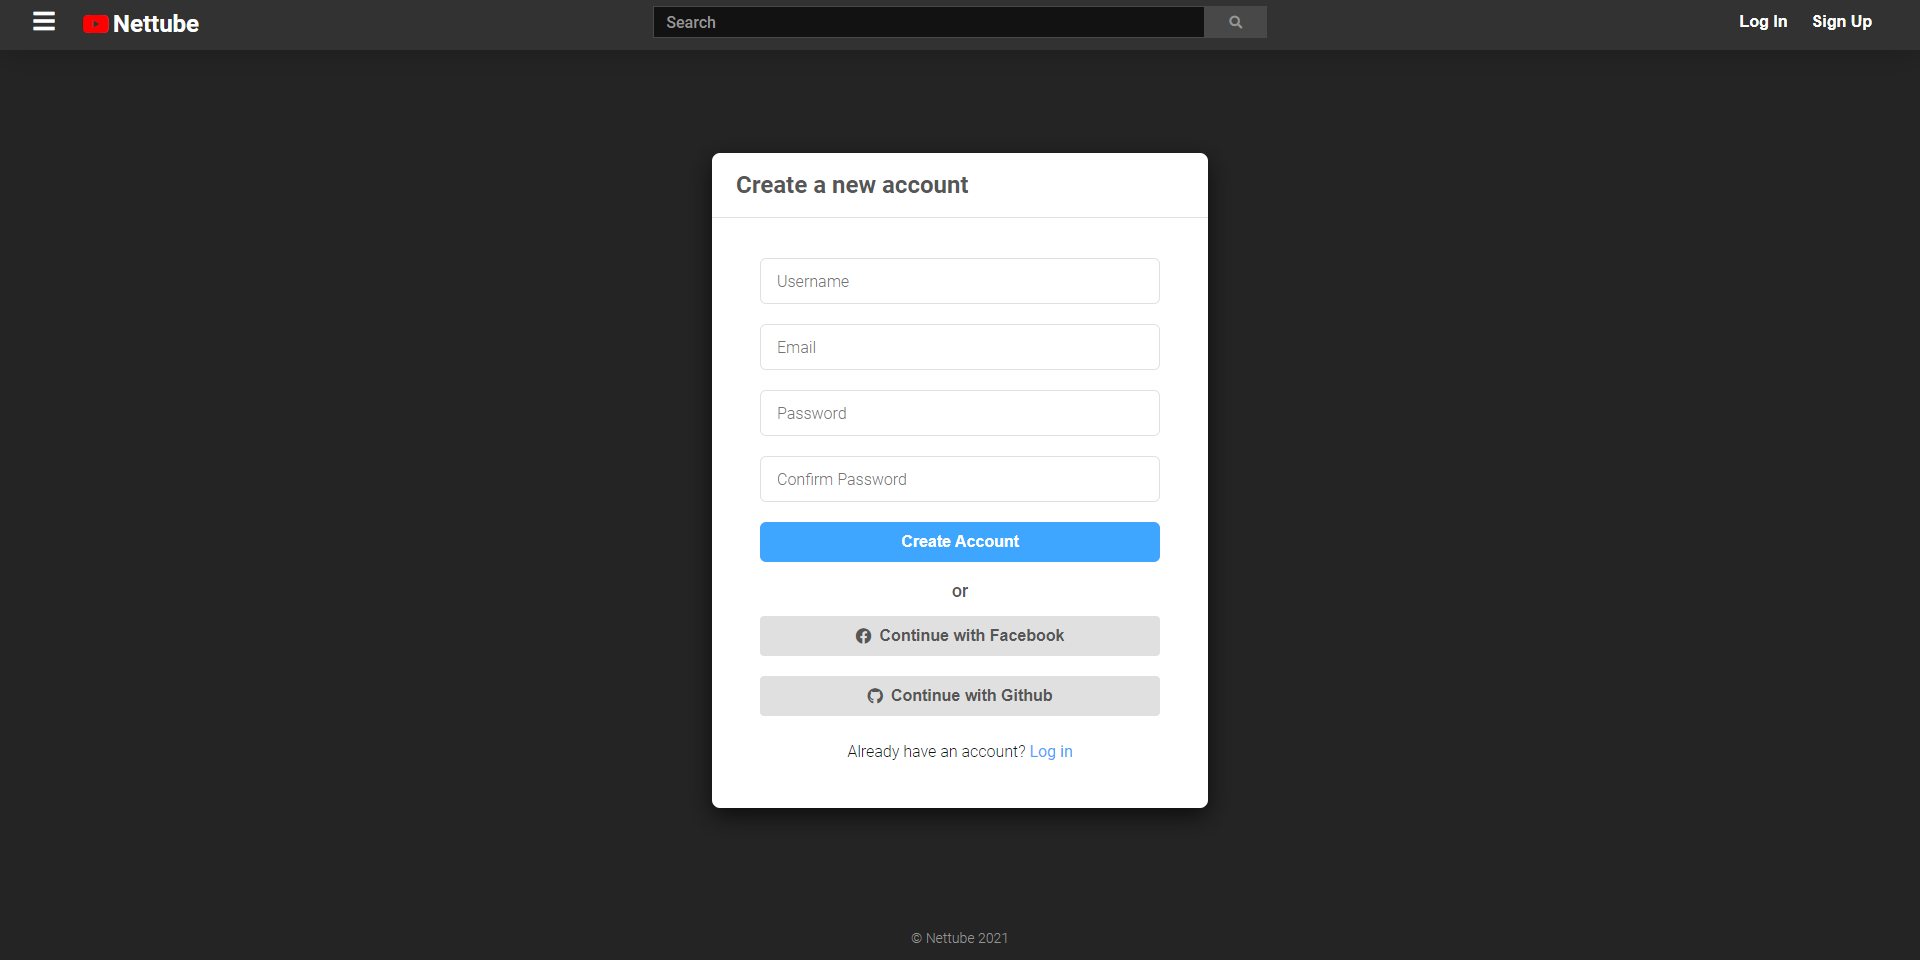 Nettube
Search
Log In
Sign Up
Create a new account
Username
Email
Password
Confirm Password
Create Account
or
Continue with Facebook
Continue with Github
Already have an account? Log in
© Nettube 2021